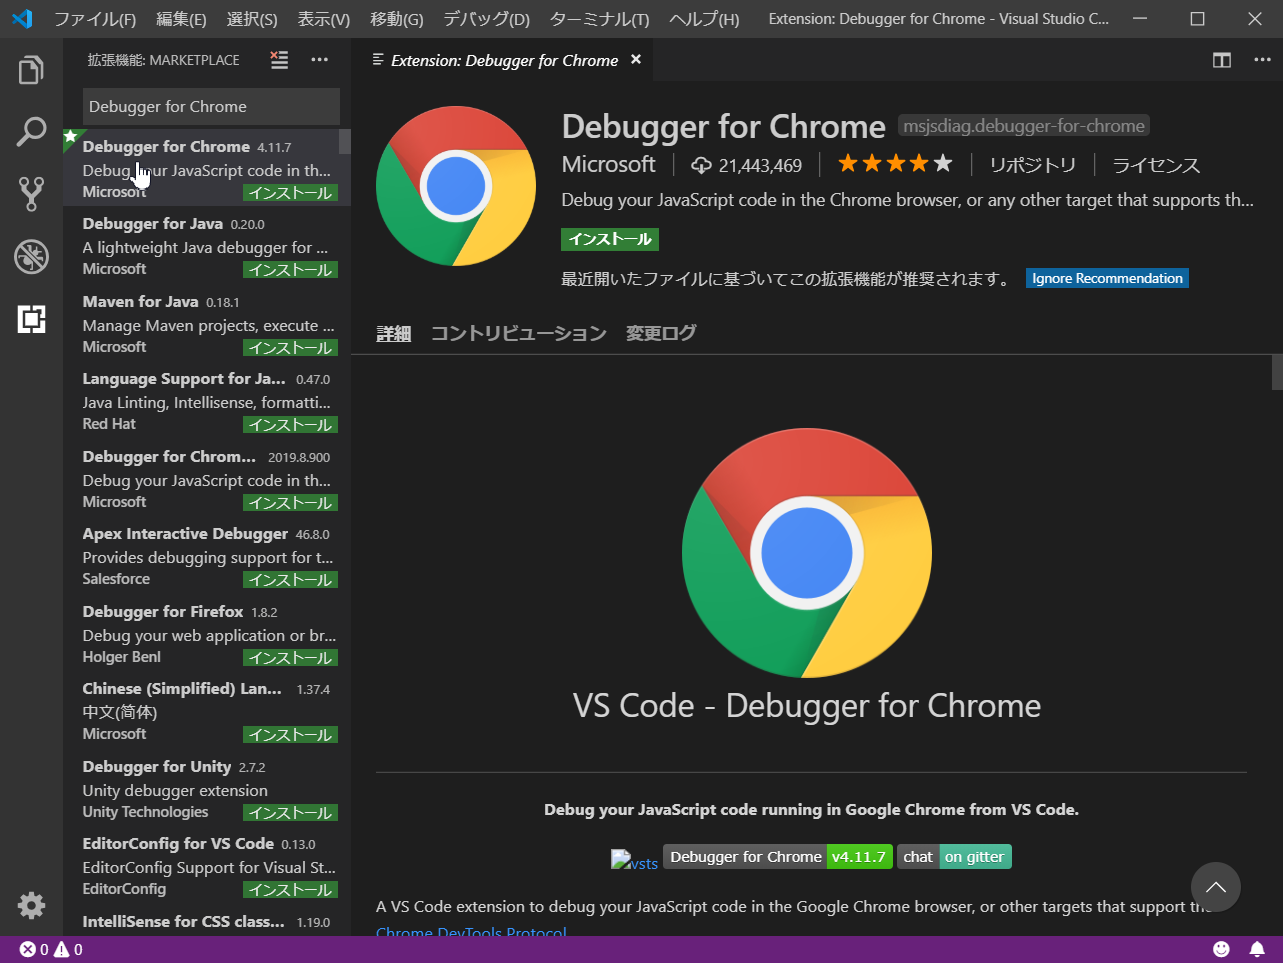 ファイル(F) 編集(E) 選択(S) 表示(V) 移動(G) デバッグ(D) ターミナル(T) ヘルプ(H) Extension: Debugger for Chrome - Visual Studio C...
拡張機能: MARKETPLACE
Debugger for Chrome
Debugger for Chrome 4.11.7
Microsoft
インストール
Debugger for Java 0.20.0
A lightweight Java debugger for ...
Microsoft インストール
Maven for Java 0.18.1
Manage Maven projects, execute ...
Microsoft インストール
Language Support for Ja... 0.47.0
Java Linting, Intellisense, formatti...
Red Hat インストール
Debugger for Chrom... 2019.8.900
Debug your JavaScript code in th...
Microsoft インストール
Apex Interactive Debugger 46.8.0
Provides debugging support for t...
Salesforce インストール
Debugger for Firefox 1.8.2
Debug your web application or br...
Holger Benl インストール
Chinese (Simplified) Lan... 1.37.4
中文(简体)
Microsoft インストール
Debugger for Unity 2.7.2
Unity debugger extension
Unity Technologies インストール
EditorConfig for VS Code 0.13.0
EditorConfig Support for Visual St...
EditorConfig インストール
IntelliSense for CSS class... 1.19.0
Extension: Debugger for Chrome
Debugger for Chrome msjsdiag.debugger-for-chrome
Microsoft 21,443,469 リポジトリ ライセンス
Debug your JavaScript code in the Chrome browser, or any other target that supports th...
インストール
最近開いたファイルに基づいてこの拡張機能が推奨されます。 Ignore Recommendation
詳細 コントリビューション 変更ログ
VS Code - Debugger for Chrome
Debug your JavaScript code running in Google Chrome from VS Code.
vsts Debugger for Chrome v4.11.7 chat on gitter
A VS Code extension to debug your JavaScript code in the Google Chrome browser, or other targets that support the
Chrome DevTools Protocol
0 0